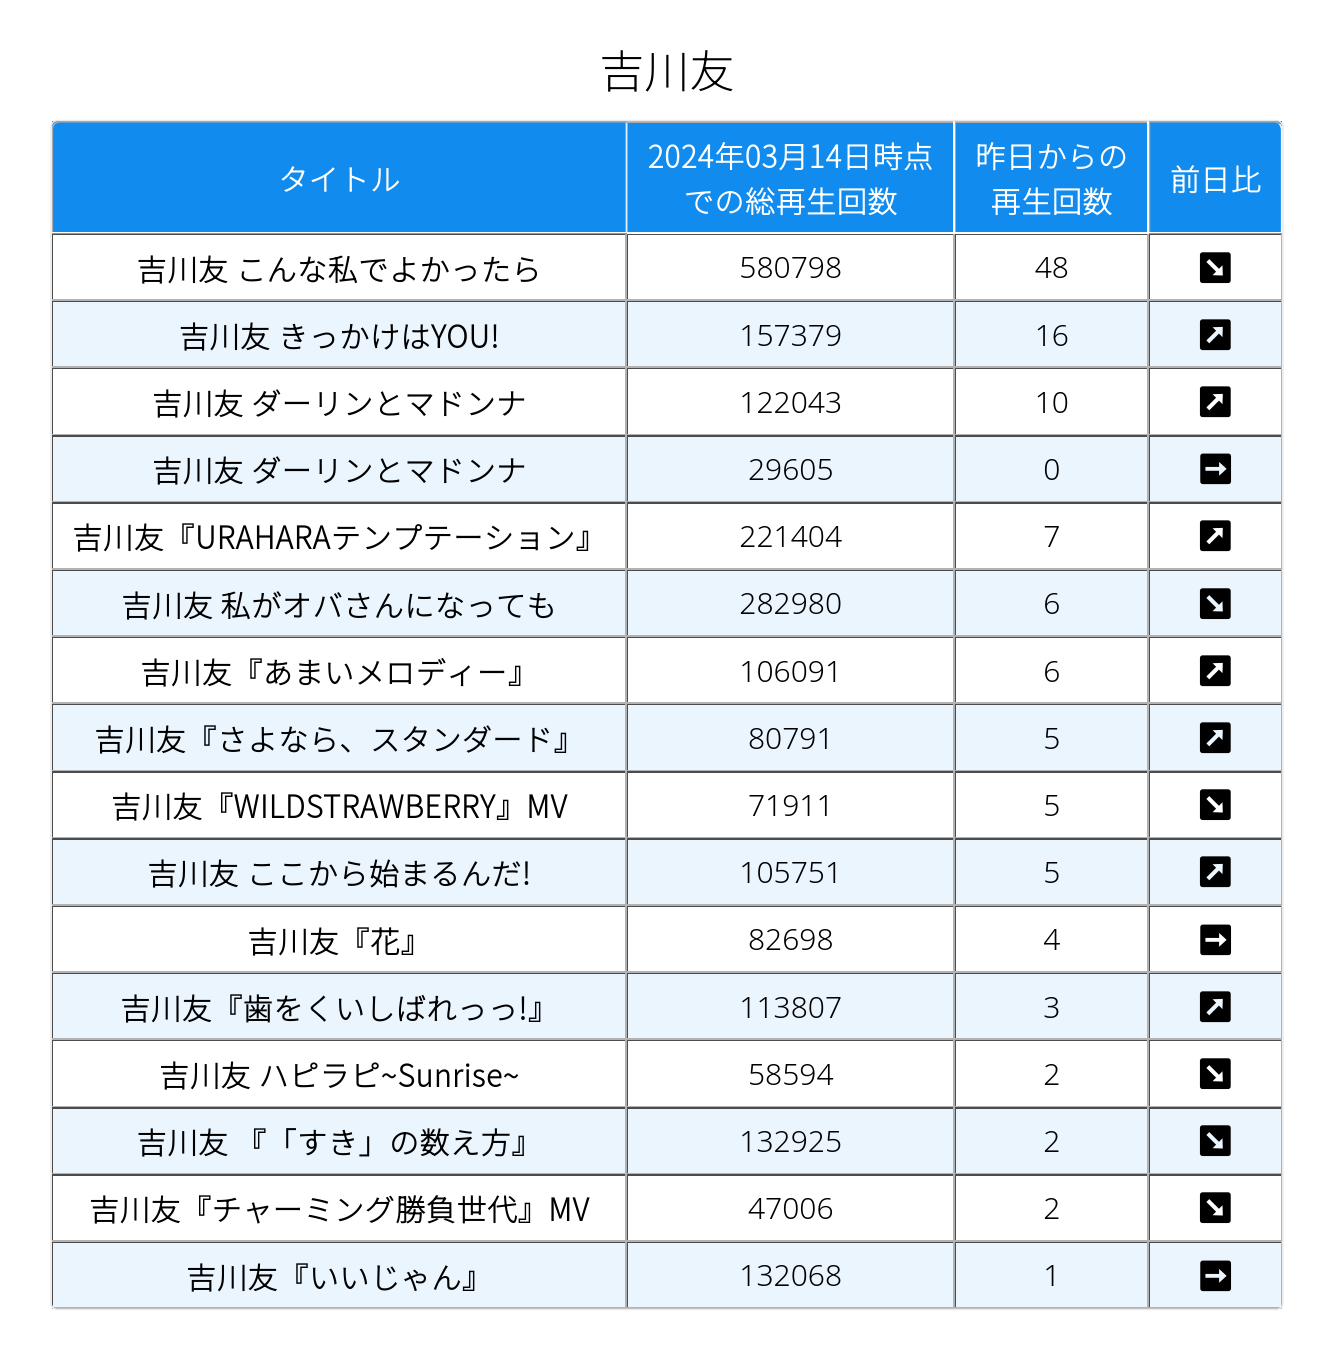 吉川友
タイトル
2024年03月14日時点
での総再生回数
昨日からの
再生回数
前日比
吉川友 こんな私でよかったら 580798 48 ↘
吉川友 きっかけはYOU! 157379 16 ↗
吉川友 ダーリンとマドンナ 122043 10 ↗
吉川友 ダーリンとマドンナ 29605 0 →
吉川友『URAHARAテンプテーション』 221404 7 ↗
吉川友 私がオバさんになっても 282980 6 ↘
吉川友『あまいメロディー』 106091 6 ↗
吉川友『さよなら、スタンダード』 80791 5 ↗
吉川友『WILDSTRAWBERRY』MV 71911 5 ↘
吉川友 ここから始まるんだ! 105751 5 ↗
吉川友『花』 82698 4 →
吉川友『歯をくいしばれっっ!』 113807 3 ↗
吉川友 ハピラピ~Sunrise~ 58594 2 ↘
吉川友 『「すき」の数え方』 132925 2 ↘
吉川友『チャーミング勝負世代』MV 47006 2 ↘
吉川友『いいじゃん』 132068 1 →